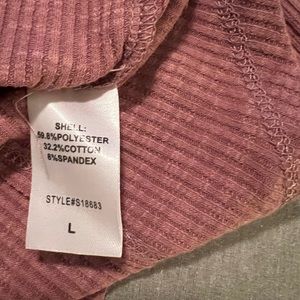 SHELL:
59.8%POLYESTER
32.2%COTTON
8%SPANDEX
STYLE#S18683
L